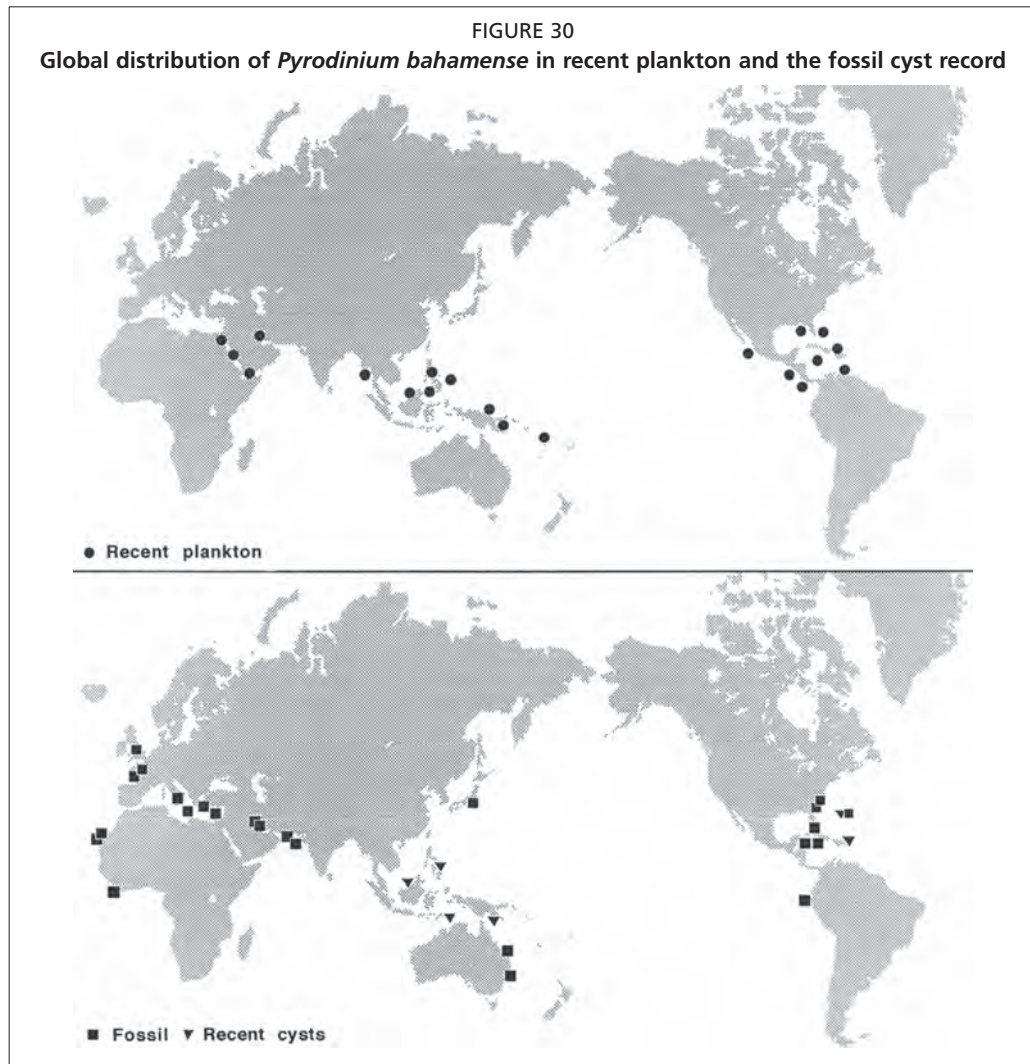 FIGURE 30
Global distribution of Pyrodinium bahamense in recent plankton and the fossil cyst record
● Recent plankton
■ Fossil ▼ Recent cysts